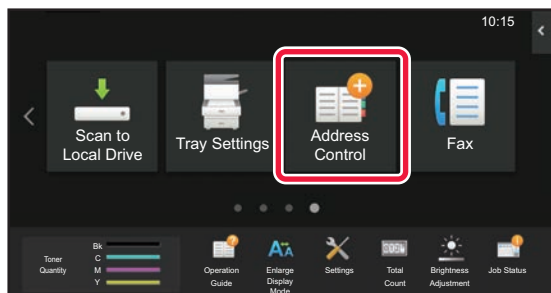 10:15
Scan to
Local Drive
Tray Settings
Address
Control
Fax
Toner
Quantity
Bk
C
M
Y
Operation
Guide
Enlarge
Display
Mode
Settings
Total
Count
Brightness
Adjustment
Job Status